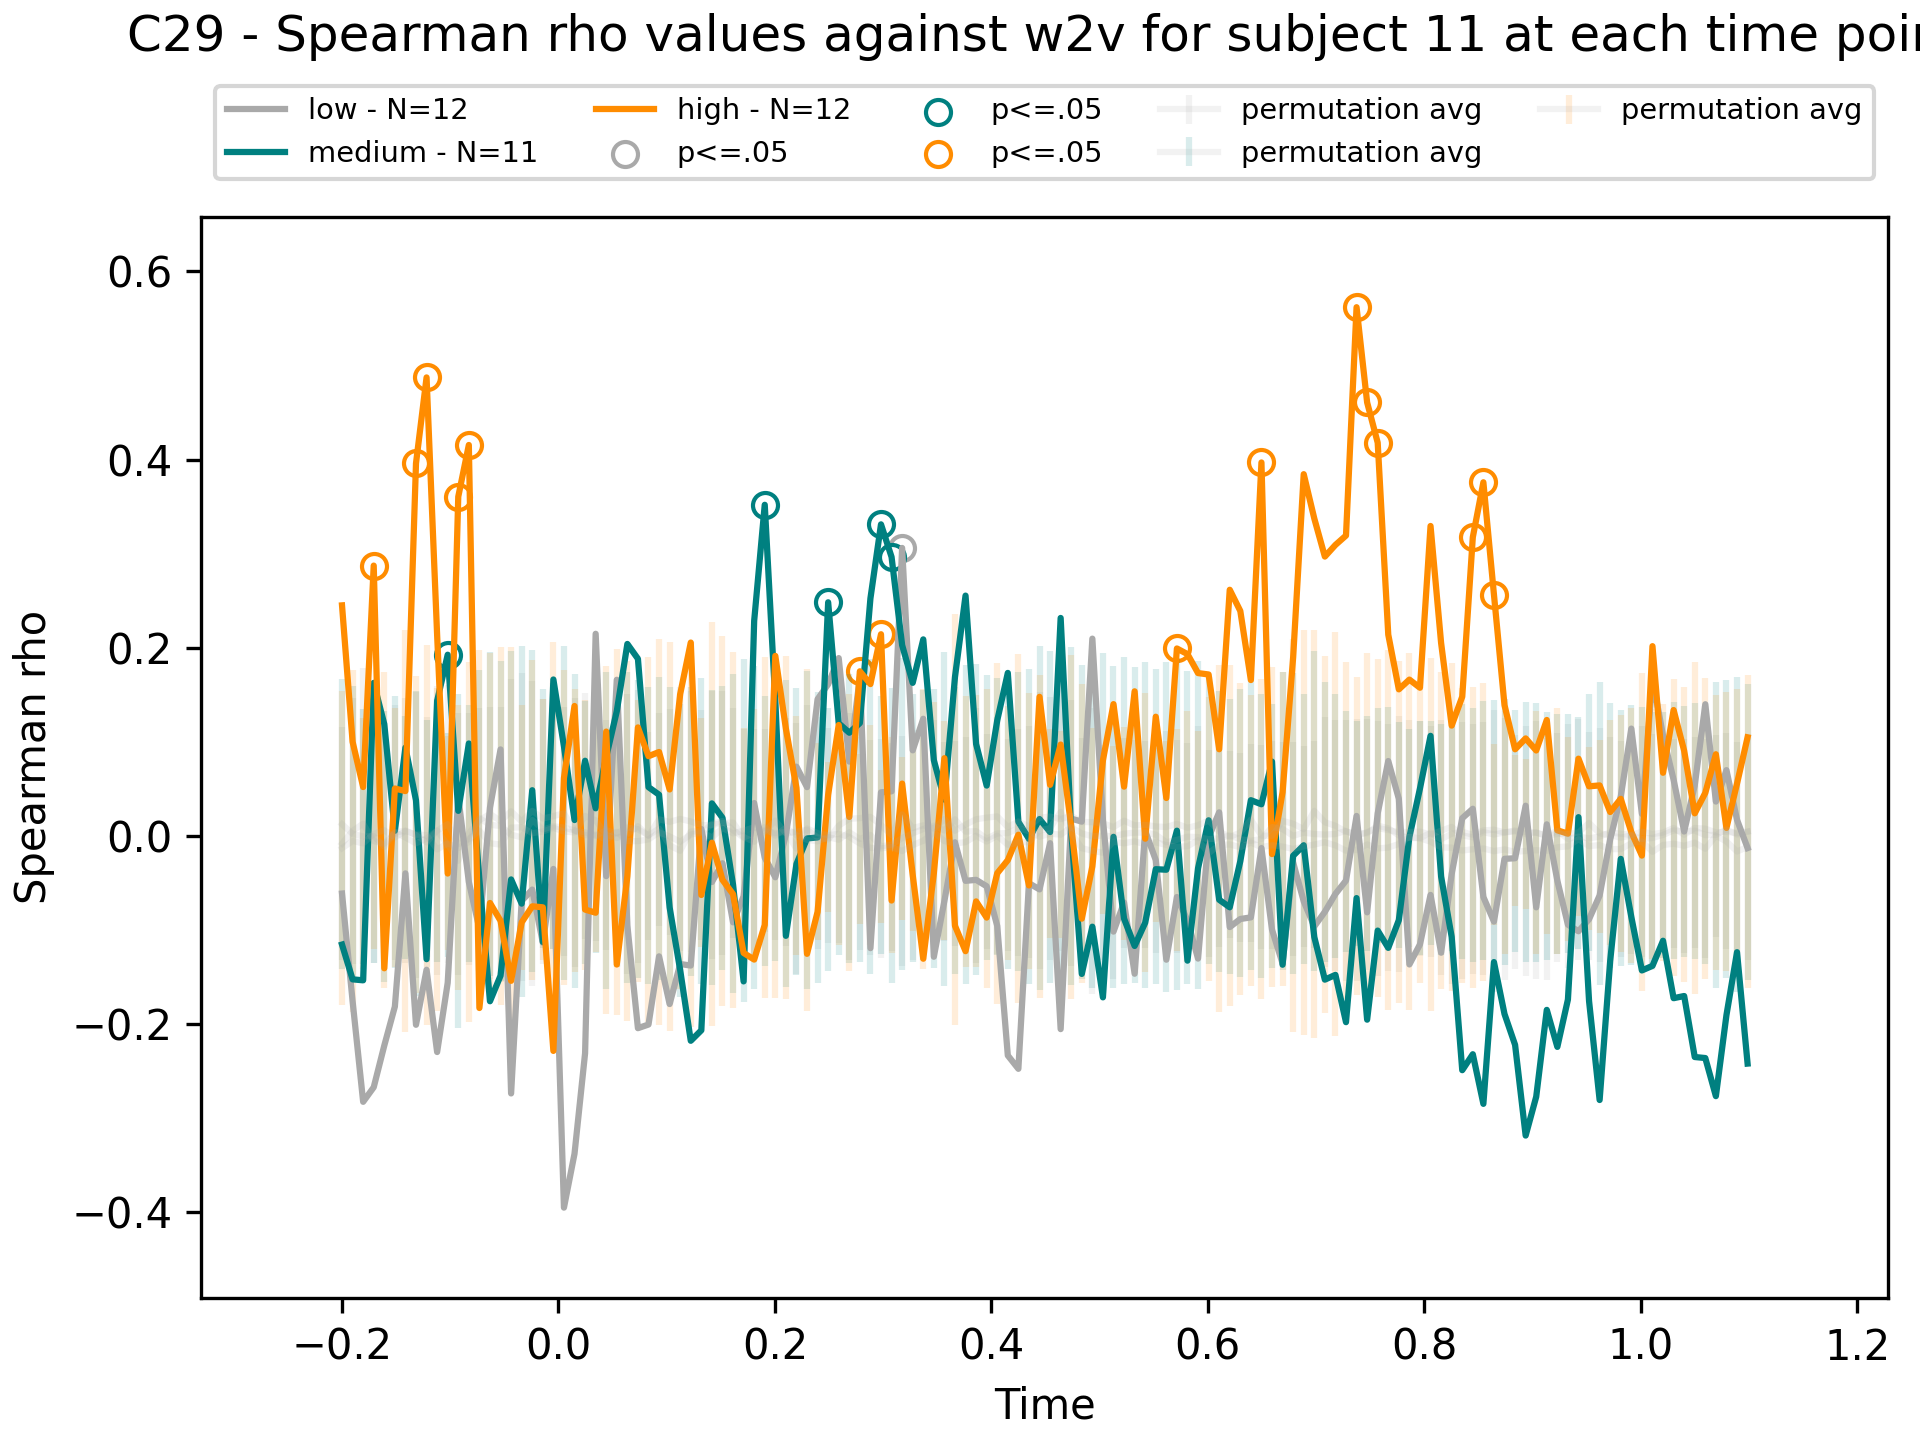 C29 - Spearman rho values against w2v for subject 11 at each time
low - N=12
medium - N=11
high - N=12
p<=.05
p<=.05
p<=.05
permutation avg
permutation avg
permutation avg
Spearman rho
0.6
0.4
0.2
0.0
−0.2
−0.4
−0.2 0.0 0.2 0.4 0.6 0.8 1.0 1.2
Time